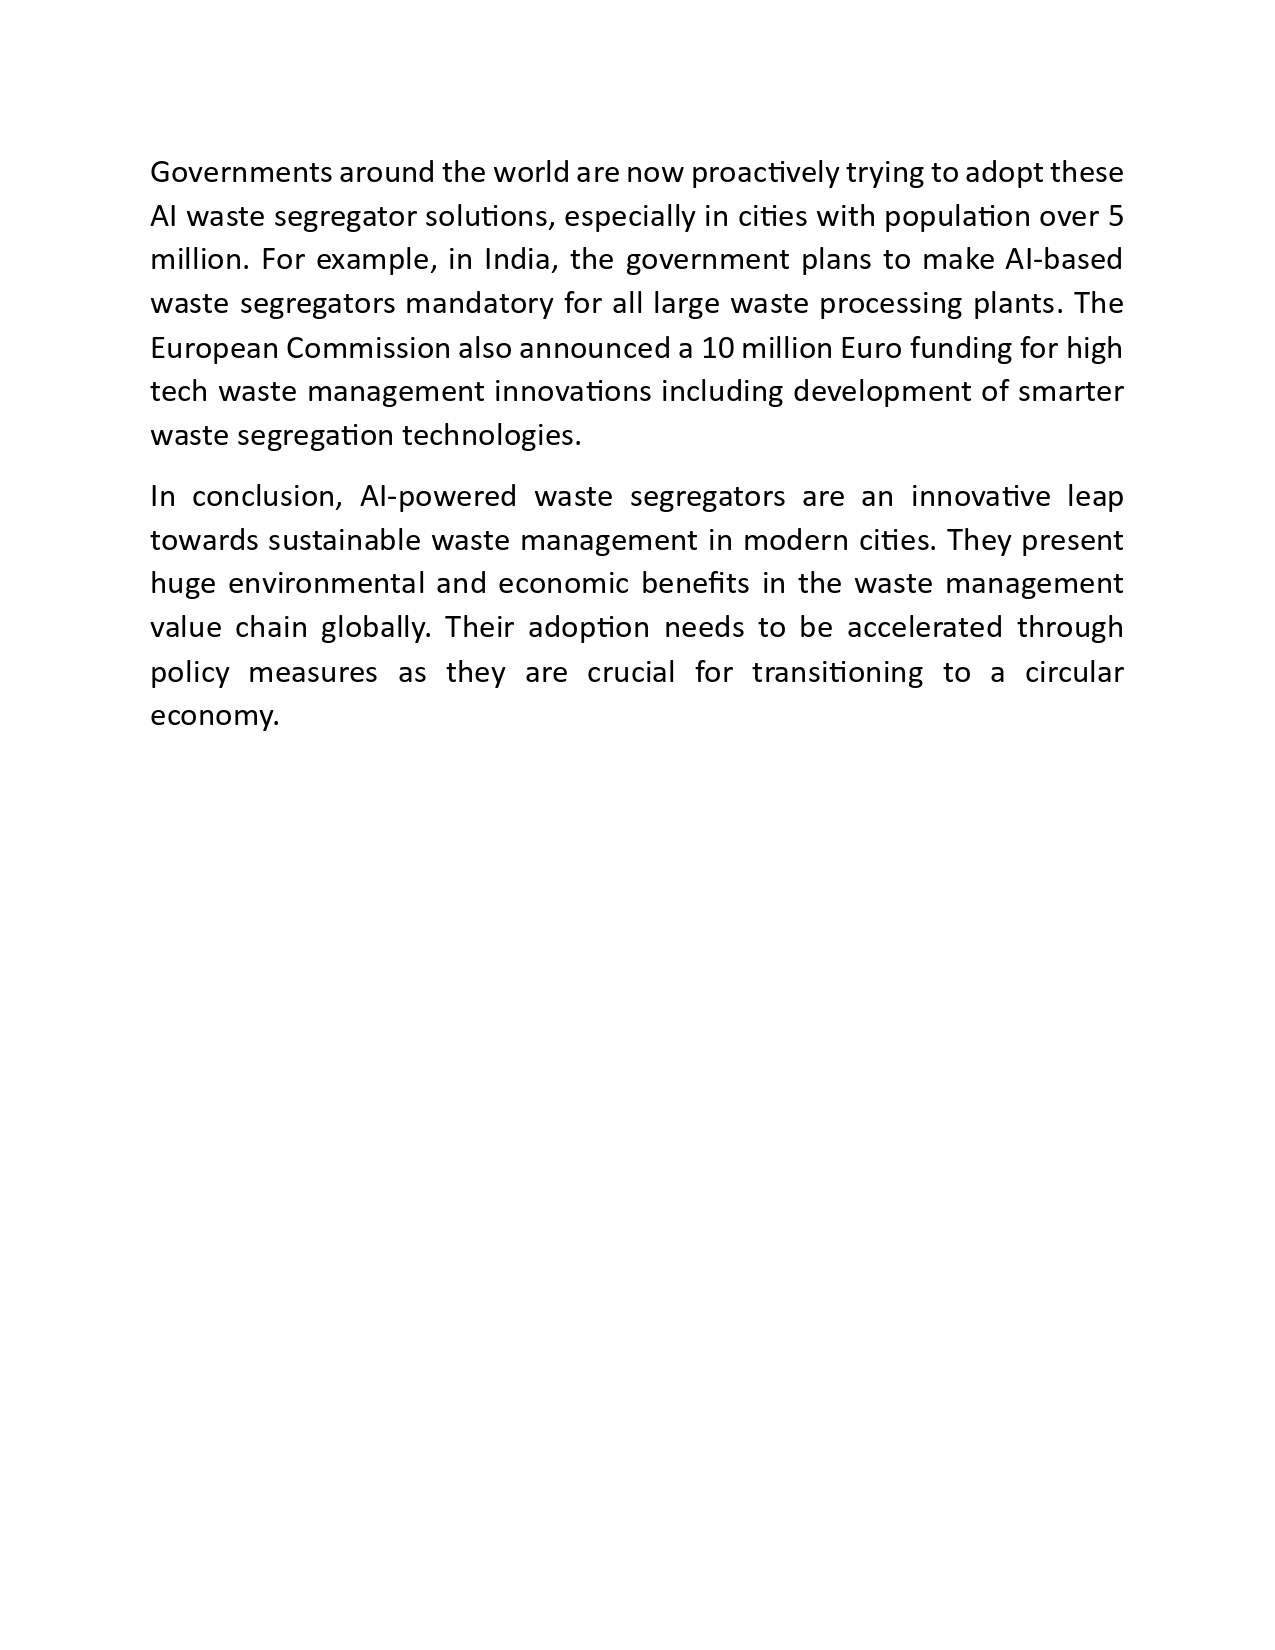 Governments around the world are now proactively trying to adopt these
AI waste segregator solutions, especially in cities with population over 5
million. For example, in India, the government plans to make AI-based
waste segregators mandatory for all large waste processing plants. The
European Commission also announced a 10 million Euro funding for high
tech waste management innovations including development of smarter
waste segregation technologies.
In conclusion, AI-powered waste segregators are an innovative leap
towards sustainable waste management in modern cities. They present
huge environmental and economic benefits in the waste management
value chain globally. Their adoption needs to be accelerated through
policy measures as they are crucial for transitioning to a circular
economy.